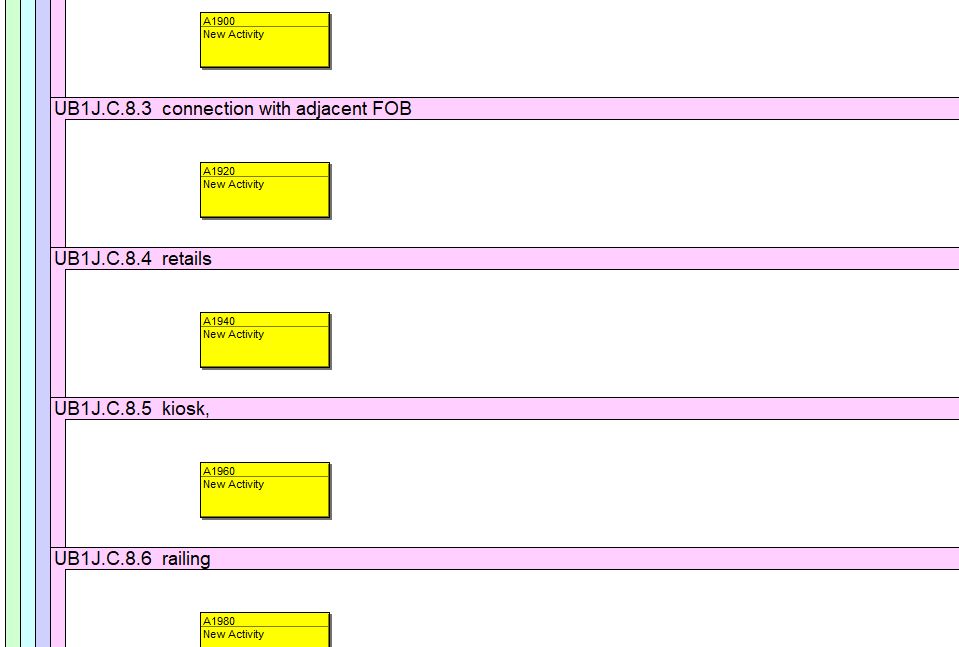 A1900
New Activity
UB1J.C.8.3 connection with adjacent FOB
A1920
New Activity
UB1J.C.8.4 retails
A1940
New Activity
UB1J.C.8.5 kiosk,
A1960
New Activity
UB1J.C.8.6 railing
A1980
New Activity